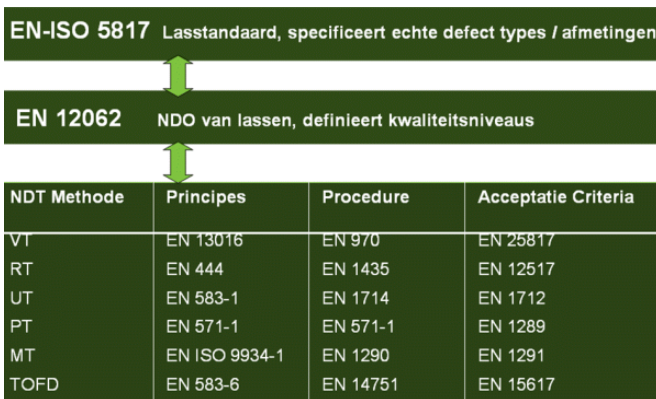 EN-ISO 5817 Lasstandaard, specificeert echte defect types / afmetingen
EN 12062 NDO van lassen, definieert kwaliteitsniveaus
NDT Methode Principes Procedure Acceptatie Criteria
VT EN 13016 EN 970 EN 25817
RT EN 444 EN 1435 EN 12517
UT EN 583-1 EN 1714 EN 1712
PT EN 571-1 EN 571-1 EN 1289
MT EN ISO 9934-1 EN 1290 EN 1291
TOFD EN 583-6 EN 14751 EN 15617